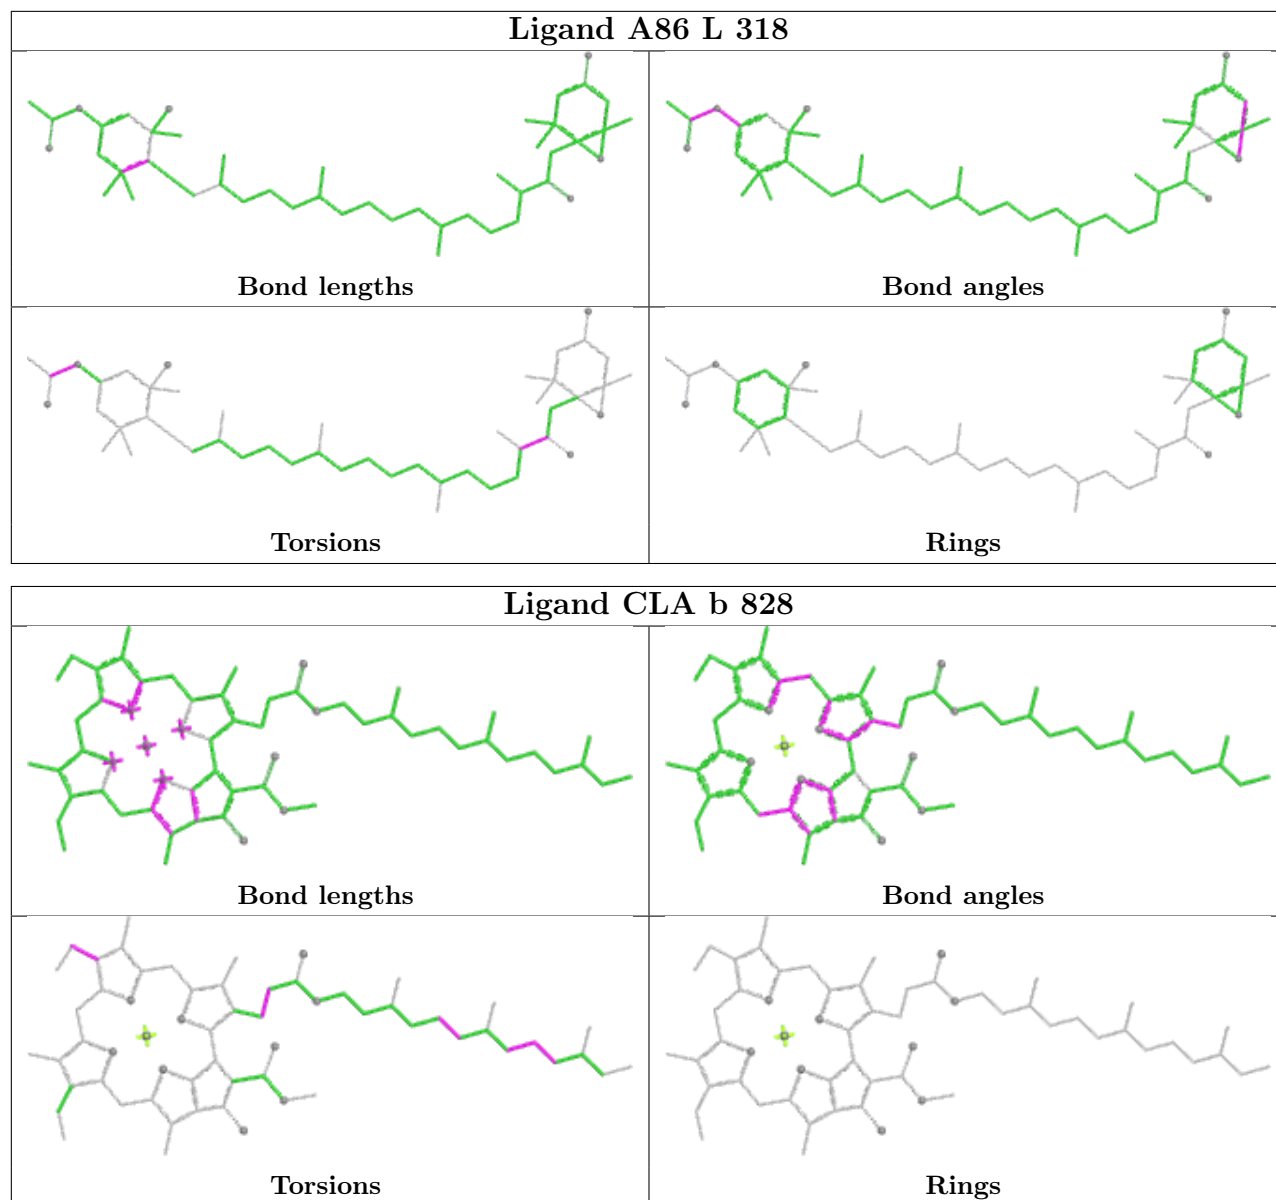 Ligand A86 L 318
Bond lengths
Bond angles
Torsions
Rings
Ligand CLA b 828
Bond lengths
Bond angles
Torsions
Rings